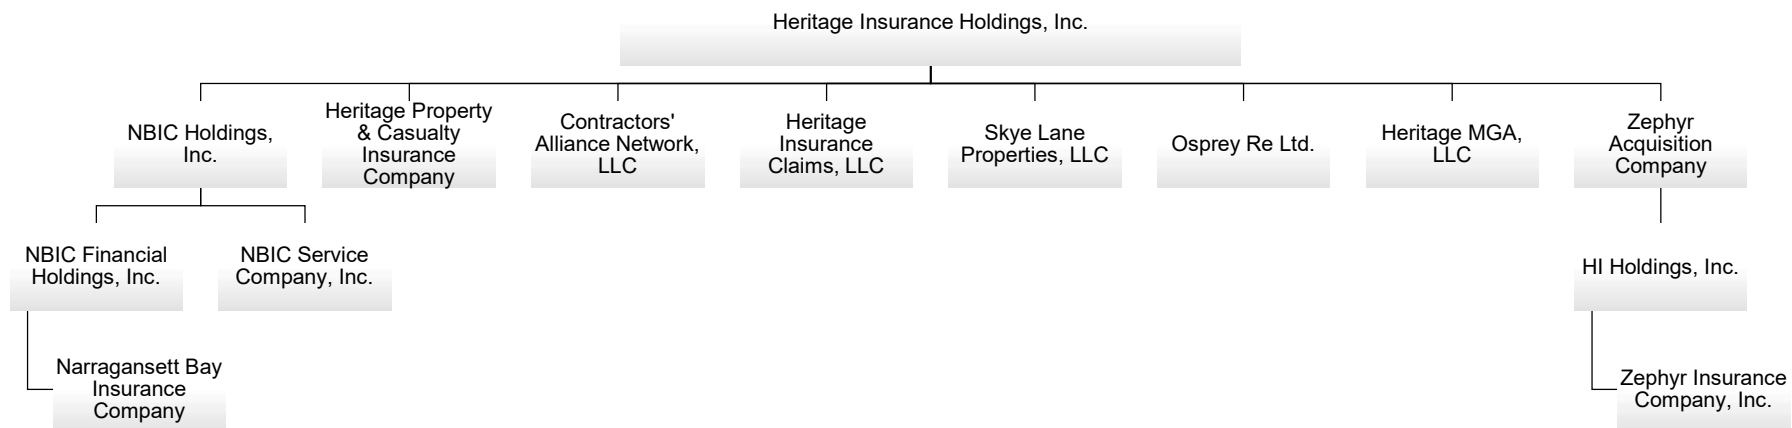 Heritage Insurance Holdings, Inc.
NBIC Holdings,
Inc.
Heritage Property
& Casualty
Insurance
Company
Contractors'
Alliance Network,
LLC
Heritage
Insurance
Claims, LLC
Skye Lane
Properties, LLC
Osprey Re Ltd.
Heritage MGA,
LLC
Zephyr
Acquisition
Company
NBIC Financial
Holdings, Inc.
NBIC Service
Company, Inc.
HI Holdings, Inc.
Narragansett Bay
Insurance
Company
Zephyr Insurance
Company, Inc.